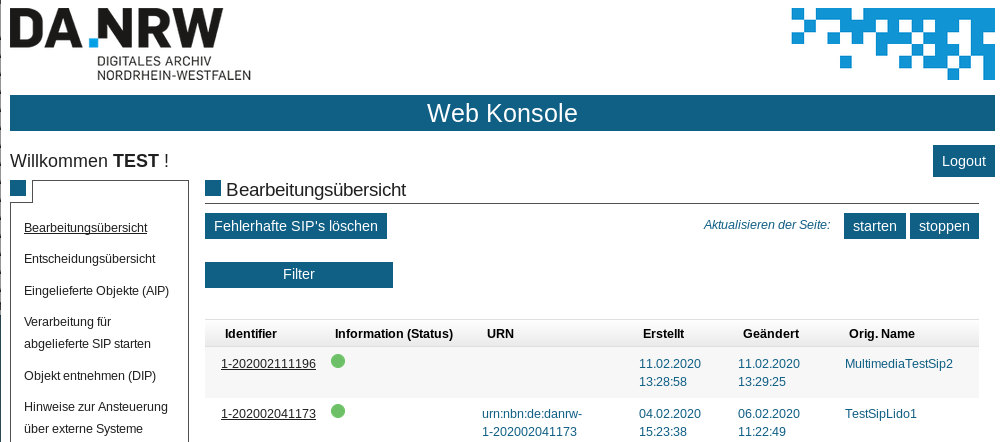 DA.NRW
DIGITALES ARCHIV
NORDRHEIN-WESTFALEN
Web Konsole
Willkommen TEST !
Logout
Bearbeitungsübersicht
Entscheidungsübersicht
Eingelieferte Objekte (AIP)
Verarbeitung für
abgelieferte SIP starten
Objekt entnehmen (DIP)
Hinweise zur Ansteuerung
über externe Systeme
Bearbeitungsübersicht
Fehlerhafte SIP's löschen
Aktualisieren der Seite: starten stoppen
Filter
Identifier Information (Status) URN Erstellt Geändert Orig. Name
1-202002111196 11.02.2020 11.02.2020 MultimediaTestSip2
13:28:58 13:29:25
1-202002041173 urn:nbn:de:danrw- 04.02.2020 06.02.2020 TestSipLido1
1-202002041173 15:23:38 11:22:49